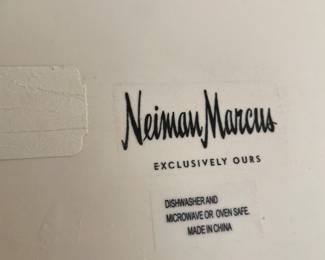 Neiman Marcus
EXCLUSIVELY OURS
DISHWASHER AND
MICROWAVE OR OVEN SAFE.
MADE IN CHINA